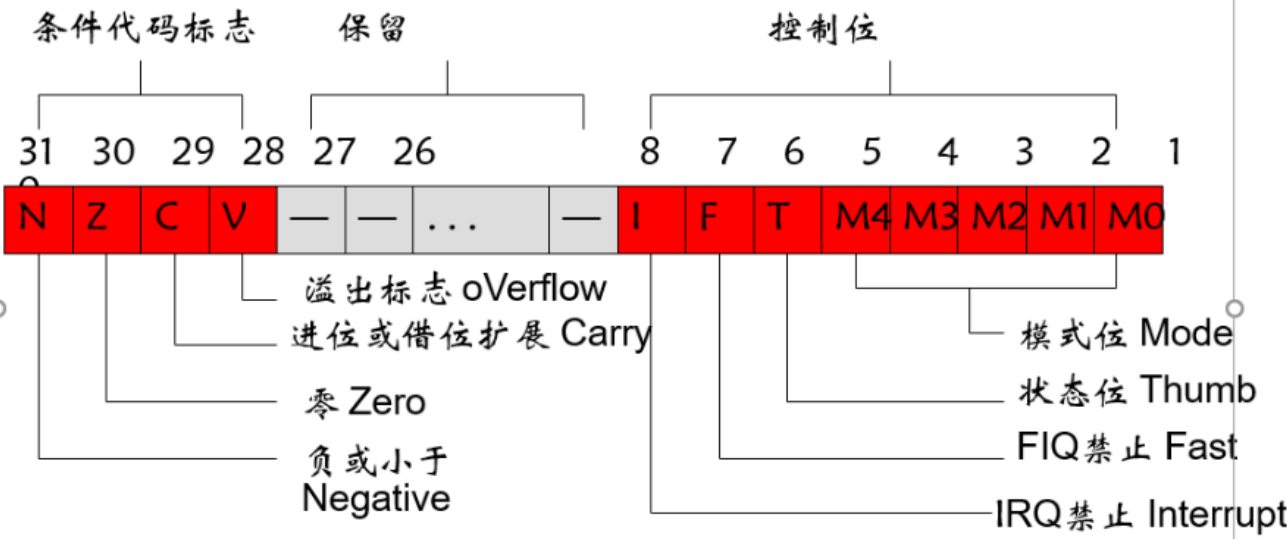 条件代码标志 保留 控制位
31 30 29 28 27 26 8 7 6 5 4 3 2 1
0
N Z C V — — ... — I F T M4 M3 M2 M1 M0
溢出标志 oVerflow
进位或借位扩展 Carry
模式位 Mode
状态位 Thumb
零 Zero
FIQ禁止 Fast
负或小于
Negative
IRQ禁止 Interrupt